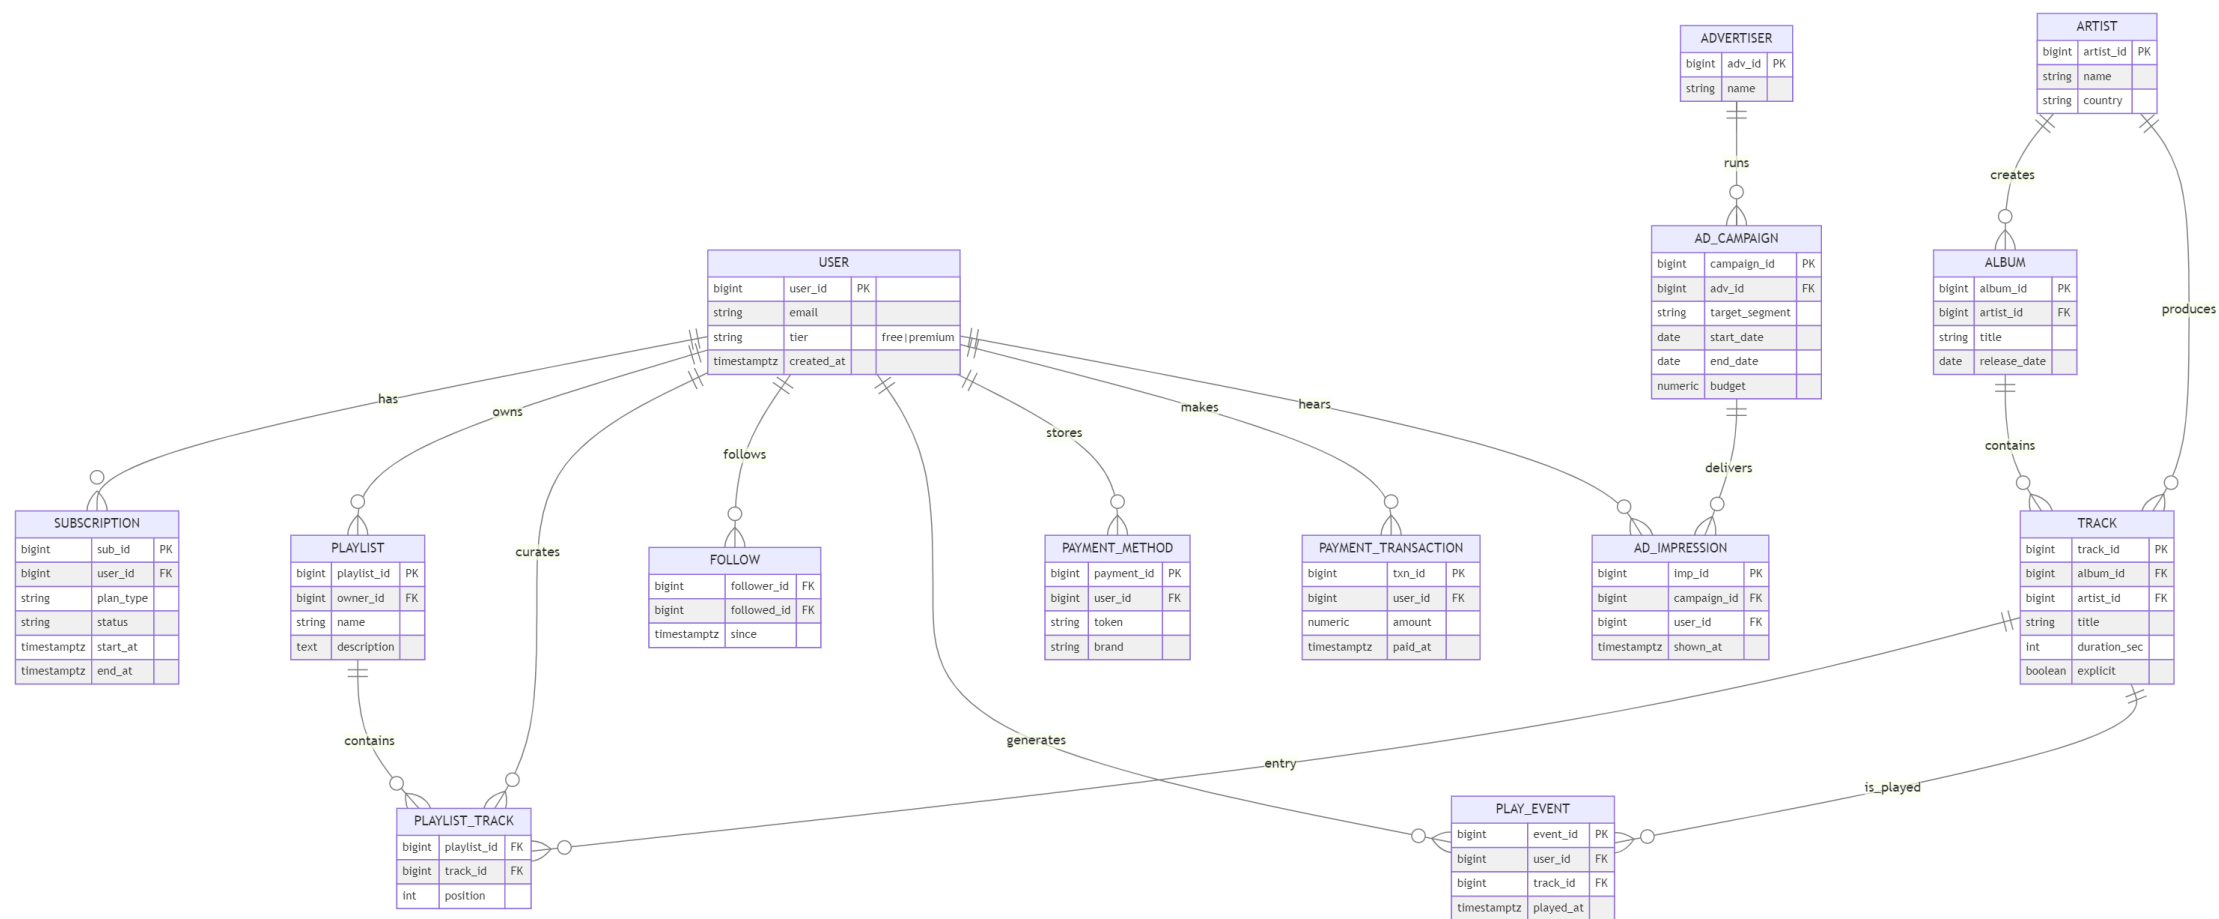 ADVERTISER
bigint adv_id PK
string name
ARTIST
bigint artist_id PK
string name
string country
runs
creates
produces
USER
bigint user_id PK
string email
string tier free|premium
timestamptz created_at
AD_CAMPAIGN
bigint campaign_id PK
bigint adv_id FK
string target_segment
date start_date
date end_date
numeric budget
ALBUM
bigint album_id PK
bigint artist_id FK
string title
date release_date
has
owns
curates
follows
stores
makes
hears
delivers
contains
SUBSCRIPTION
bigint sub_id PK
bigint user_id FK
string plan_type
string status
timestamptz start_at
timestamptz end_at
PLAYLIST
bigint playlist_id PK
bigint owner_id FK
string name
text description
FOLLOW
bigint follower_id FK
bigint followed_id FK
timestamptz since
PAYMENT_METHOD
bigint payment_id PK
bigint user_id FK
string token
string brand
PAYMENT_TRANSACTION
bigint txn_id PK
bigint user_id FK
numeric amount
timestamptz paid_at
AD_IMPRESSION
bigint imp_id PK
bigint campaign_id FK
bigint user_id FK
timestamptz shown_at
TRACK
bigint track_id PK
bigint album_id FK
bigint artist_id FK
string title
int duration_sec
boolean explicit
contains
generates
entry
is_played
PLAYLIST_TRACK
bigint playlist_id FK
bigint track_id FK
int position
PLAY_EVENT
bigint event_id PK
bigint user_id FK
bigint track_id FK
timestamptz played_at